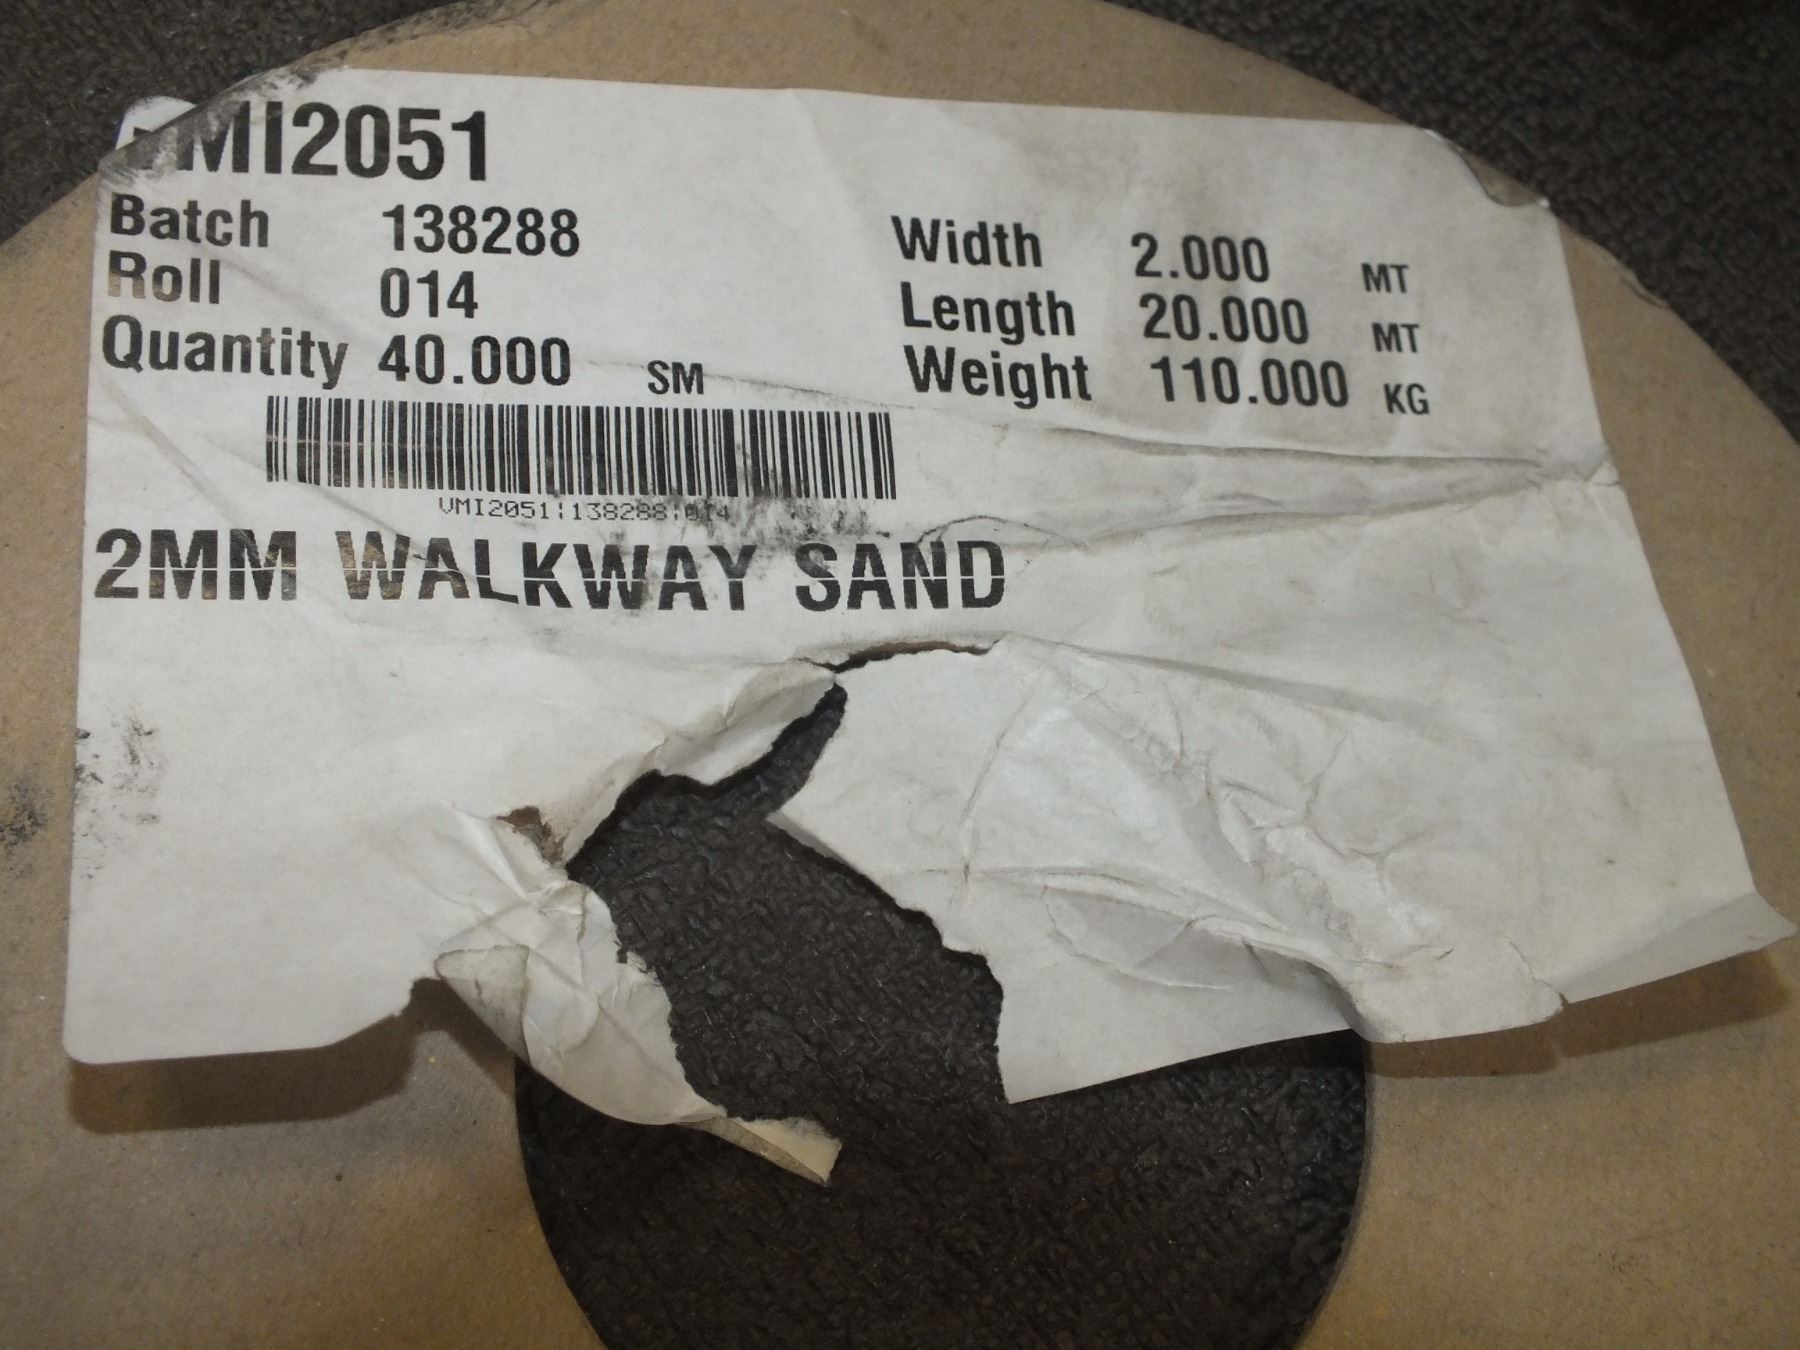 VMI2051
Batch 138288
Roll 014
Quantity 40.000 SM
Width 2.000 MT
Length 20.000 MT
Weight 110.000 KG
VMI2051|138288|014
2MM WALKWAY SAND